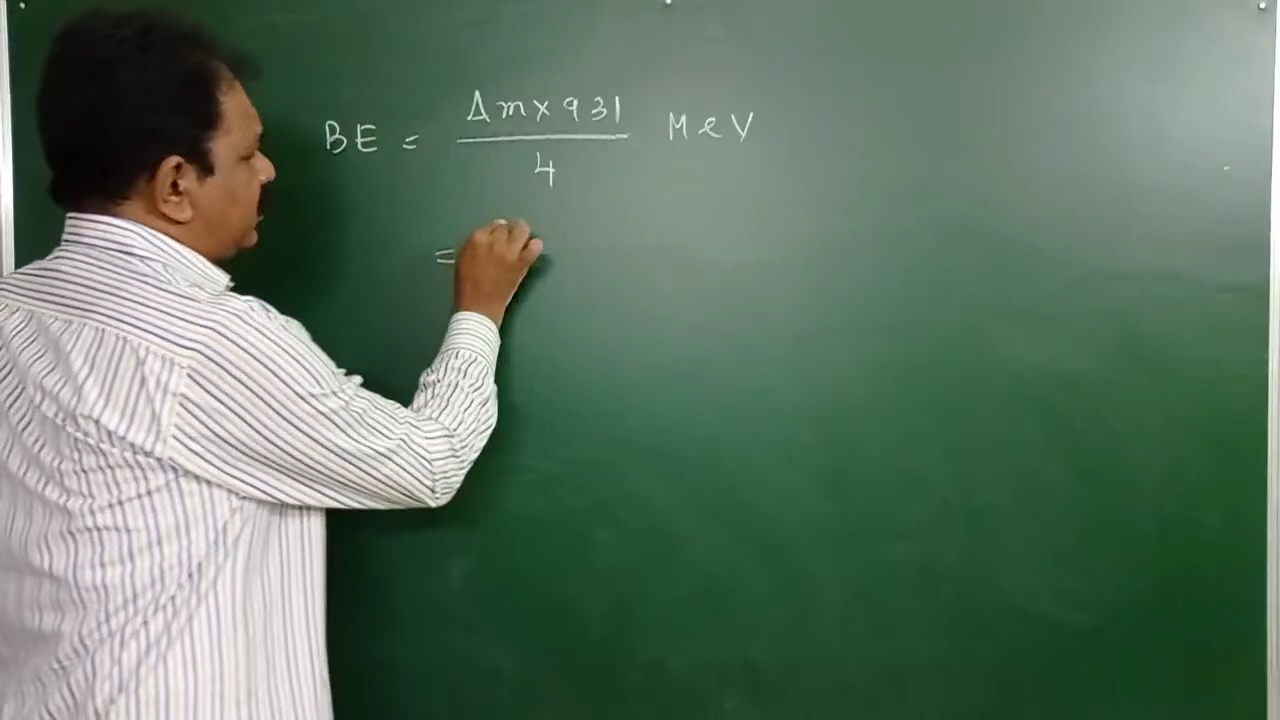 BE = Δm×931/4 MeV
=